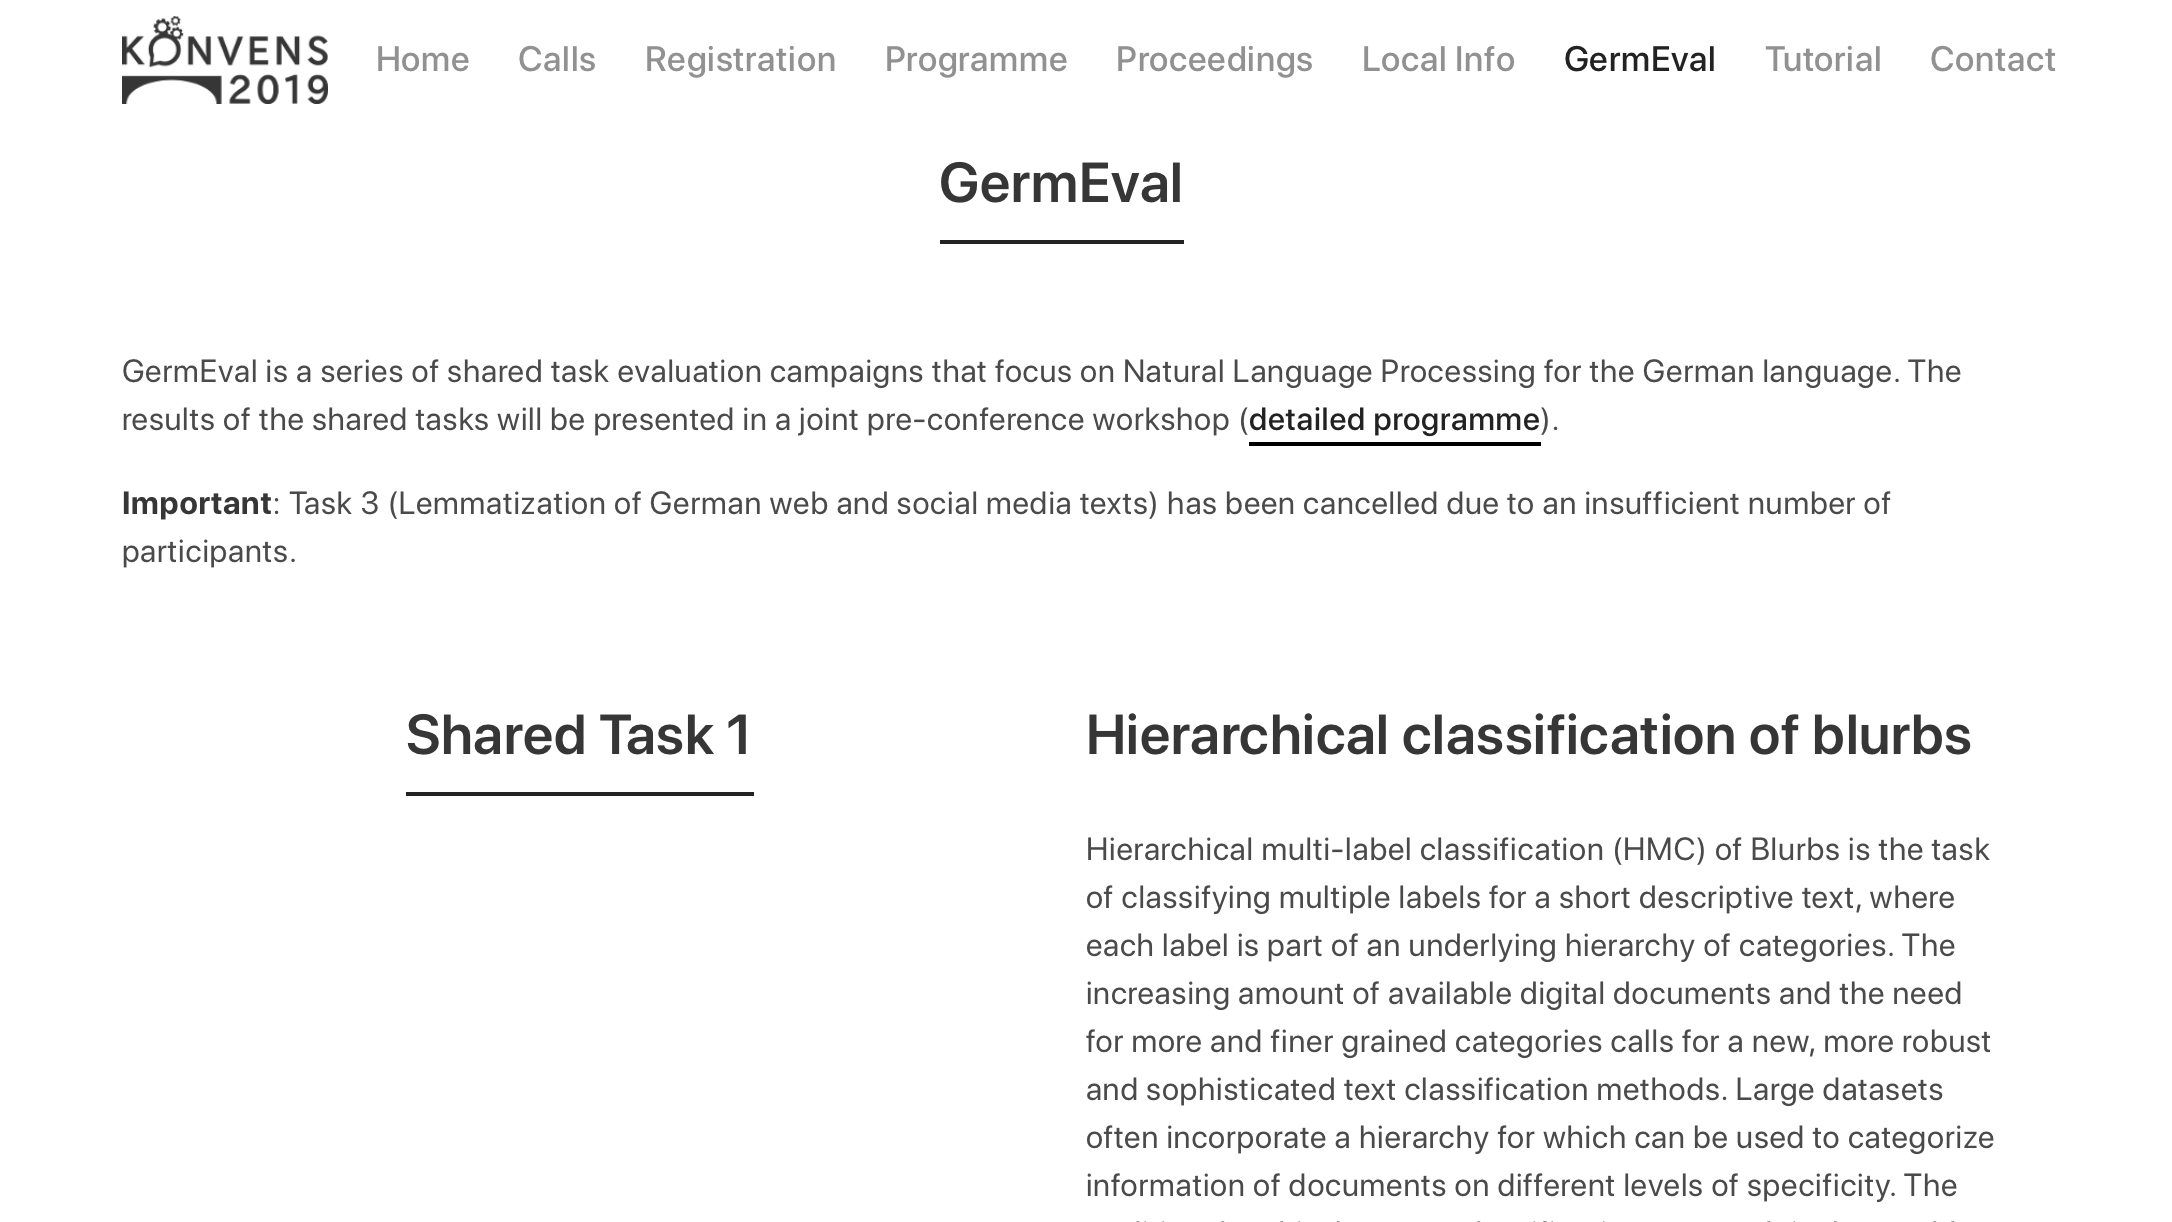 KONVENS
2019
Home Calls Registration Programme Proceedings Local Info GermEval Tutorial Contact
GermEval
GermEval is a series of shared task evaluation campaigns that focus on Natural Language Processing for the German language. The
results of the shared tasks will be presented in a joint pre-conference workshop (detailed programme).
Important: Task 3 (Lemmatization of German web and social media texts) has been cancelled due to an insufficient number of
participants.
Shared Task 1
Hierarchical classification of blurbs
Hierarchical multi-label classification (HMC) of Blurbs is the task
of classifying multiple labels for a short descriptive text, where
each label is part of an underlying hierarchy of categories. The
increasing amount of available digital documents and the need
for more and finer grained categories calls for a new, more robust
and sophisticated text classification methods. Large datasets
often incorporate a hierarchy for which can be used to categorize
information of documents on different levels of specificity. The